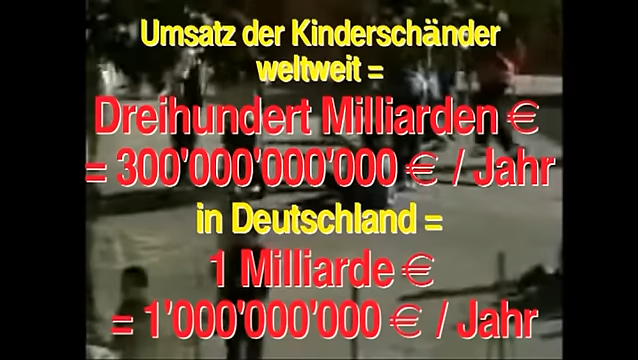 Umsatz der Kinderschänder
weltweit =
Dreihundert Milliarden €
= 300'000'000'000 € / Jahr
in Deutschland =
1 Milliarde €
= 1'000'000'000 € / Jahr